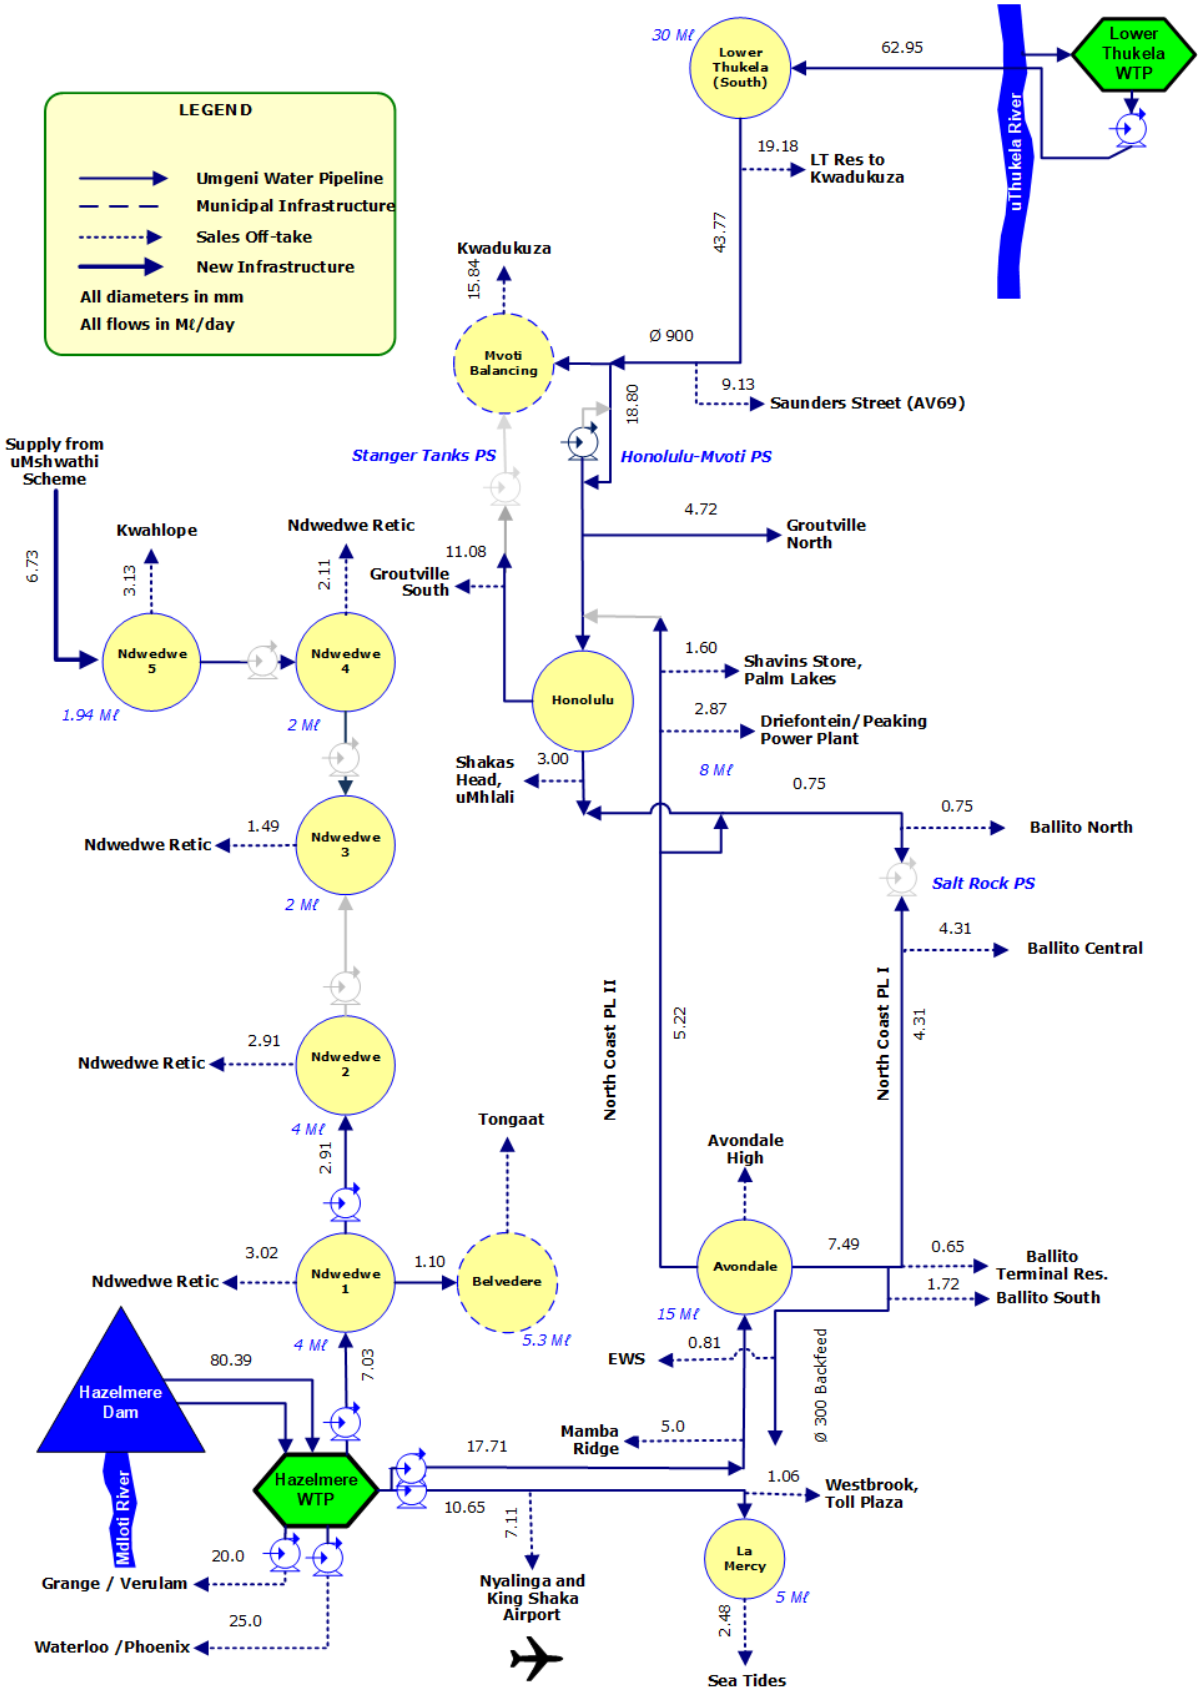 30 Mℓ
Lower
Thukela
(South)
62.95
Lower
Thukela
WTP
uThukela River
LEGEND
Umgeni Water Pipeline
Municipal Infrastructure
Sales Off-take
New Infrastructure
All diameters in mm
All flows in Mℓ/day
19.18
LT Res to
Kwadukuza
43.77
Kwadukuza
15.84
Ø 900
Mvoti
Balancing
9.13
Saunders Street (AV69)
18.80
Stanger Tanks PS
Honolulu-Mvoti PS
Supply from
uMshwathi
Scheme
6.73
Kwahlope
3.13
Ndwedwe Retic
2.11
4.72
Groutville
North
11.08
Groutville
South
Ndwedwe
5
1.94 Mℓ
Ndwedwe
4
2 Mℓ
1.60
Shavins Store,
Palm Lakes
Honolulu
2.87
Driefontein/Peaking
Power Plant
8 Mℓ
3.00
Shakas
Head,
uMhlali
0.75
0.75
Ballito North
1.49
Ndwedwe Retic
Ndwedwe
3
2 Mℓ
Salt Rock PS
4.31
Ballito Central
North Coast PL II
5.22
North Coast PL I
4.31
2.91
Ndwedwe Retic
Ndwedwe
2
4 Mℓ
2.91
Tongaat
Avondale
High
3.02
Ndwedwe Retic
Ndwedwe
1
4 Mℓ
1.10
Belvedere
5.3 Mℓ
Avondale
15 Mℓ
7.49
0.65
Ballito
Terminal Res.
1.72
Ballito South
0.81
EWS
Ø 300 Backfeed
7.03
80.39
Hazelmere
Dam
Mdloti River
Mamba
Ridge
5.0
17.71
Hazelmere
WTP
10.65
7.11
1.06
Westbrook,
Toll Plaza
20.0
Grange / Verulam
25.0
Waterloo /Phoenix
Nyalinga and
King Shaka
Airport
La
Mercy
5 Mℓ
2.48
Sea Tides